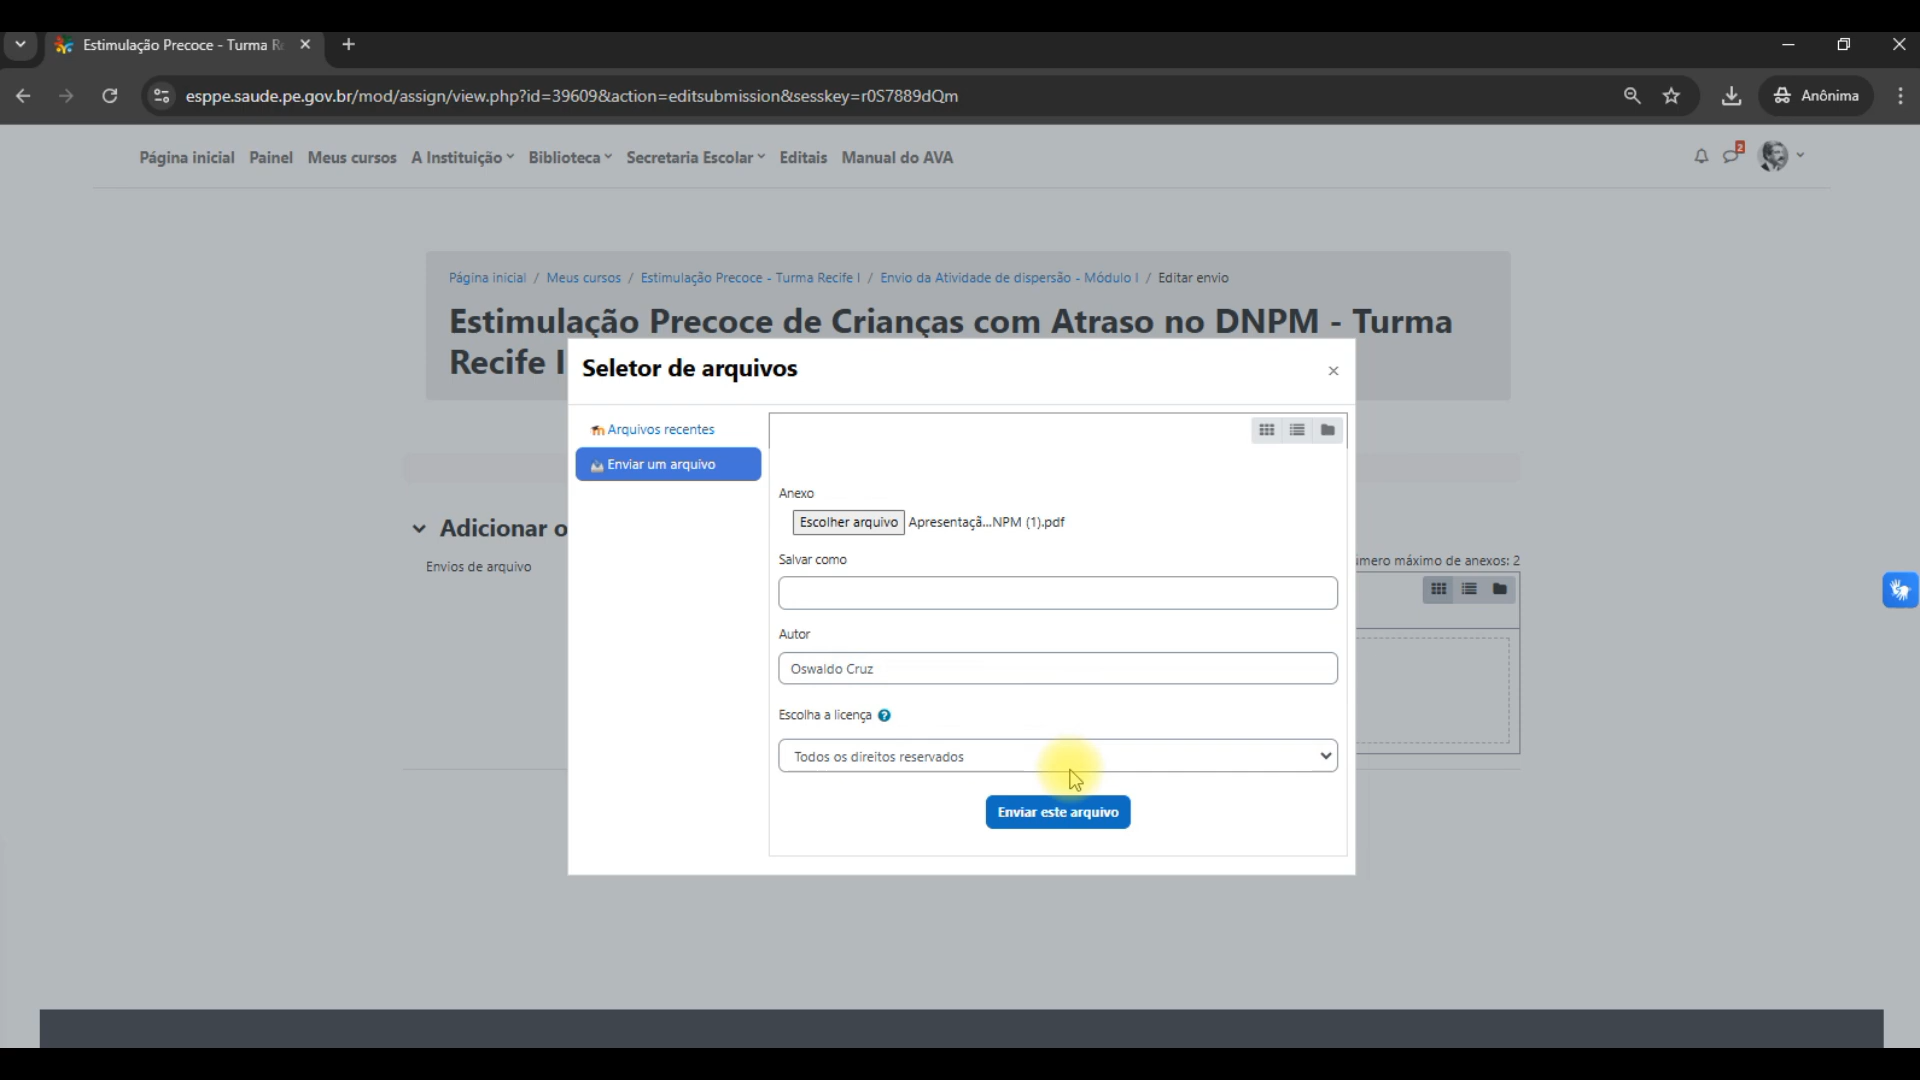 Estimulação Precoce - Turma Re
esppe.saude.pe.gov.br/mod/assign/view.php?id=39609&action=editsubmission&sesskey=r0S7889dQm
Anônima
Página inicial Painel Meus cursos A Instituição Biblioteca Secretaria Escolar Editais Manual do AVA
2
Página inicial / Meus cursos / Estimulação Precoce - Turma Recife I / Envio da Atividade de dispersão - Módulo I / Editar envio
Estimulação Precoce de Crianças com Atraso no DNPM - Turma
Recife I
Seletor de arquivos
Arquivos recentes
Enviar um arquivo
Anexo
Escolher arquivo Apresentaçã...NPM (1).pdf
Salvar como
Autor
Oswaldo Cruz
Escolha a licença
Todos os direitos reservados
Enviar este arquivo
Adicionar
Envios de arquivo
máximo de anexos: 2